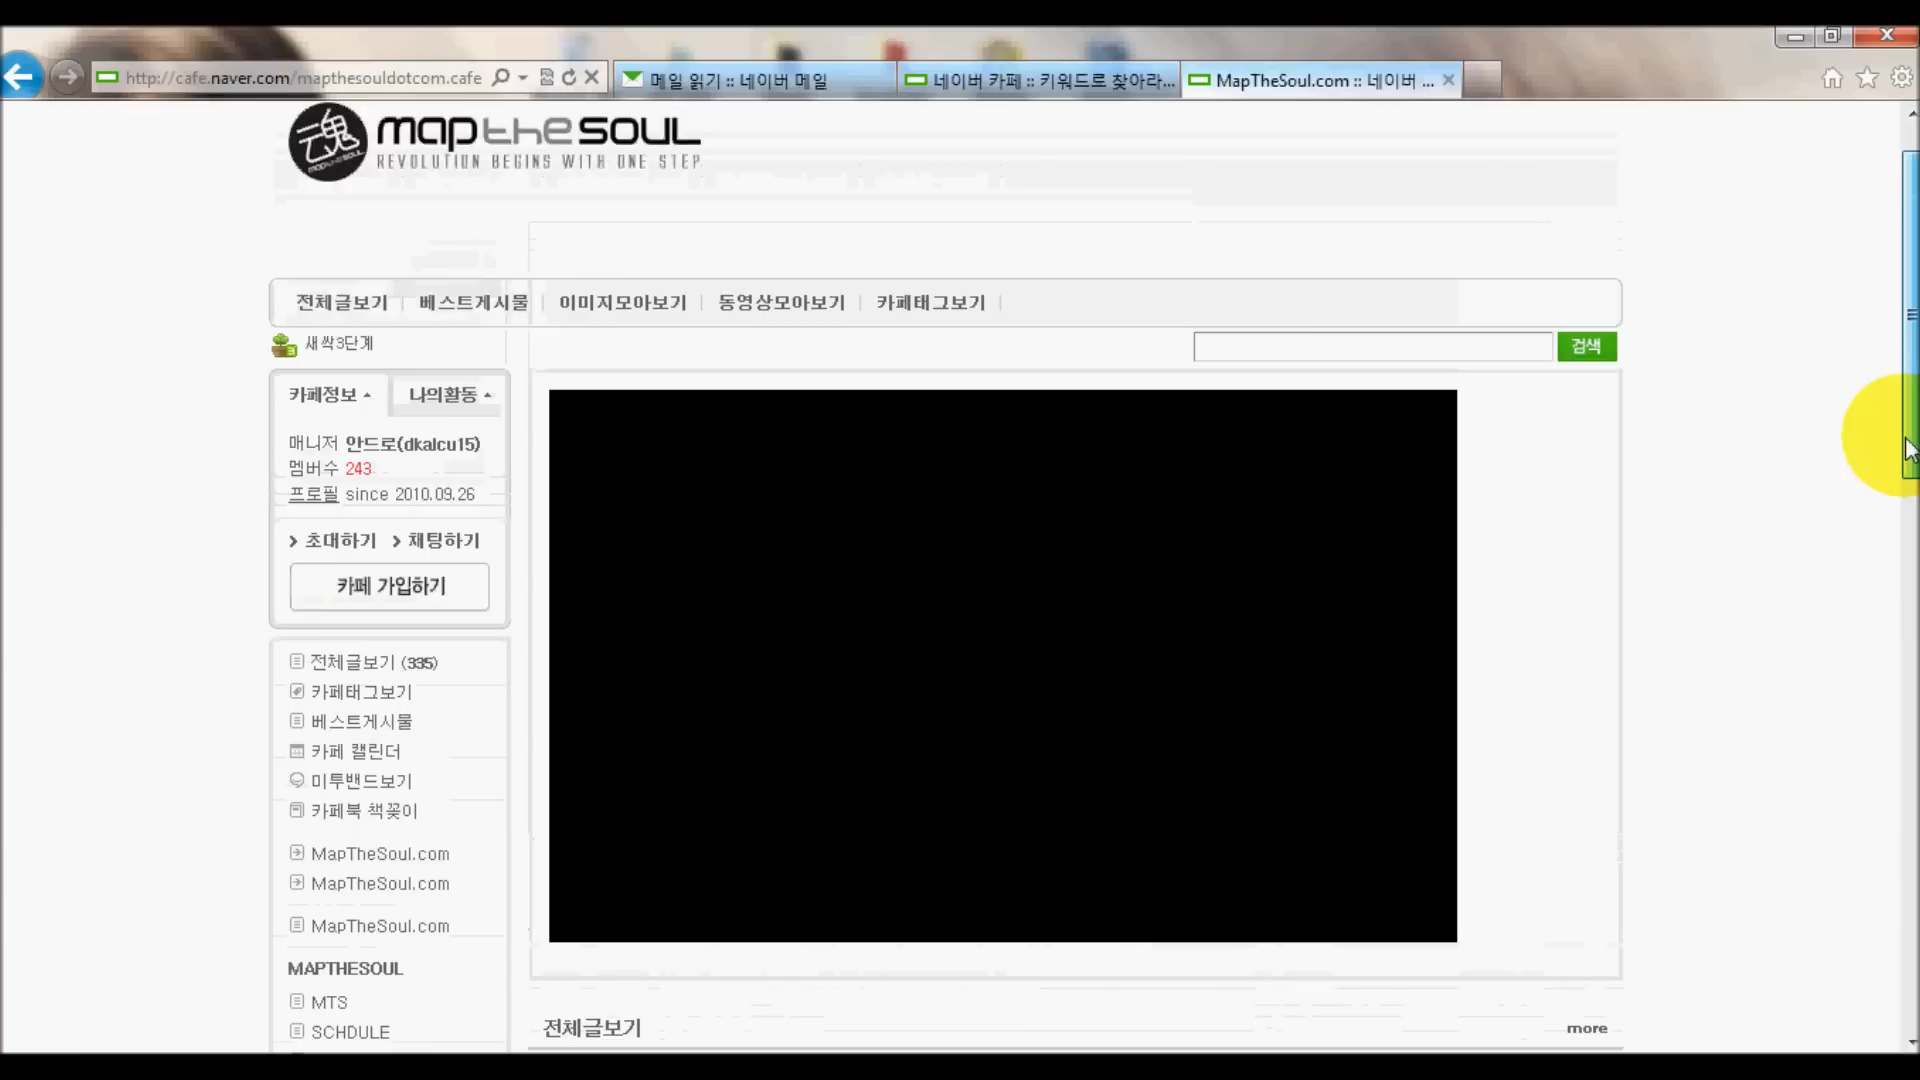 http://cafe.naver.com/mapthesouldotcom.cafe
메일 읽기 :: 네이버 메일
네이버 카페 :: 키워드로 찾아라...
MapTheSoul.com :: 네이버 ...
魂
MAPTHESOUL
mapthesoul
REVOLUTION BEGINS WITH ONE STEP
전체글보기
베스트게시물
이미지모아보기
동영상모아보기
카페태그보기
새싹3단계
검색
카페정보
나의활동
매니저 안드로(dkalcu15)
멤버수 243
프로필 since 2010.09.26
초대하기
채팅하기
카페 가입하기
전체글보기 (335)
카페태그보기
베스트게시물
카페 캘린더
미투밴드보기
카페북 책꽂이
MapTheSoul.com
MapTheSoul.com
MapTheSoul.com
MAPTHESOUL
MTS
SCHDULE
전체글보기
more